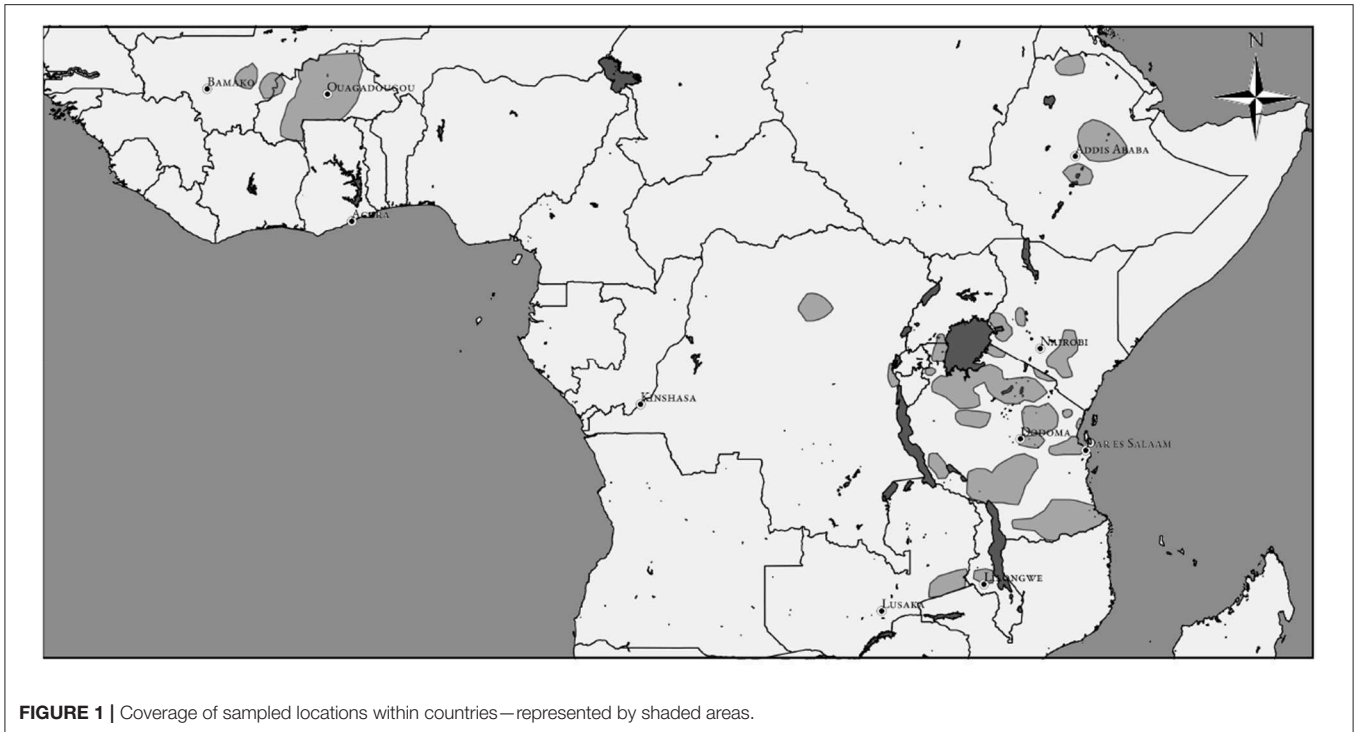 N
BAMAKO
OUAGADOUGOU
ADDIS ABABA
ACCRA
NAIROBI
KINSHASA
DODOMA
DAR ES SALAAM
LILONGWE
LUSAKA
FIGURE 1 | Coverage of sampled locations within countries—represented by shaded areas.